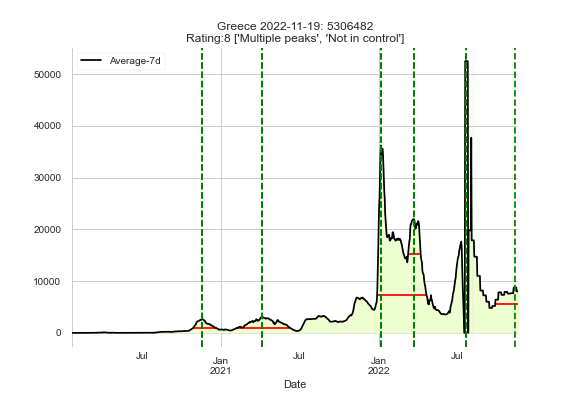 Greece 2022-11-19: 5306482
Rating:8 ['Multiple peaks', 'Not in control']
Average-7d
50000
40000
30000
20000
10000
0
Jul
Jan
2021
Jul
Jan
2022
Jul
Date